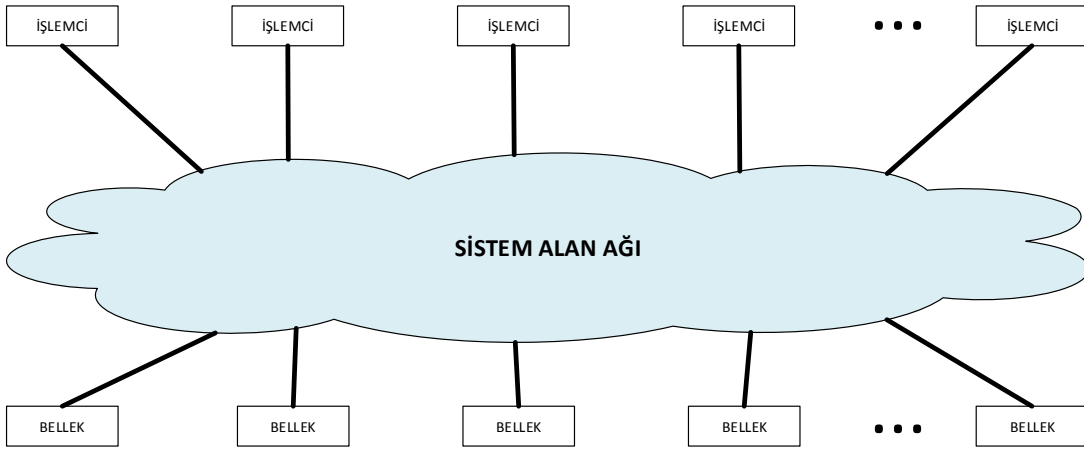 İŞLEMCİ İŞLEMCİ İŞLEMCİ İŞLEMCİ ... İŞLEMCİ
SİSTEM ALAN AĞI
BELLEK BELLEK BELLEK BELLEK ... BELLEK